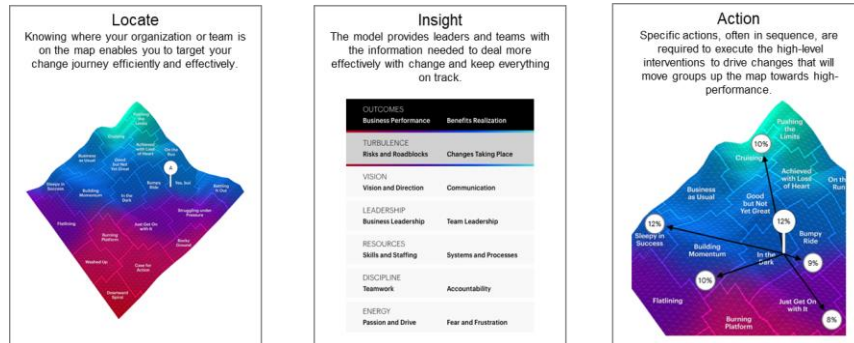 Locate
Knowing where your organization or team is
on the map enables you to target your
change journey efficiently and effectively.
Pushing
the
Limits
Cruising
Achieved
with Loss
of Heart
On the
Run
Business
as Usual
Good
but Not
Yet Great
4
Sleepy in
Success
Building
Momentum
In the
Dark
Bumpy
Ride
Yes, but
Battling
It Out
Struggling under
Pressure
Flatlining
Just Get On
with It
Burning
Platform
Rocky
Ground
Washed Up
Case for
Action
Downward
Spiral
Insight
The model provides leaders and teams with
the information needed to deal more
effectively with change and keep everything
on track.
OUTCOMES
Business Performance Benefits Realization
TURBULENCE
Risks and Roadblocks Changes Taking Place
VISION
Vision and Direction Communication
LEADERSHIP
Business Leadership Team Leadership
RESOURCES
Skills and Staffing Systems and Processes
DISCIPLINE
Teamwork Accountability
ENERGY
Passion and Drive Fear and Frustration
Action
Specific actions, often in sequence, are
required to execute the high-level
interventions to drive changes that will
move groups up the map towards high-
performance.
Pushing
the
Limits
10%
Cruising
Achieved
with Loss
of Heart
On the
Run
Business
as Usual
Good
but Not
Yet Great
12%
12%
Sleepy in
Success
Bumpy
Ride
Building
Momentum
In the
Dark
9%
10%
Flatlining
Just Get On
with It
8%
Burning
Platform